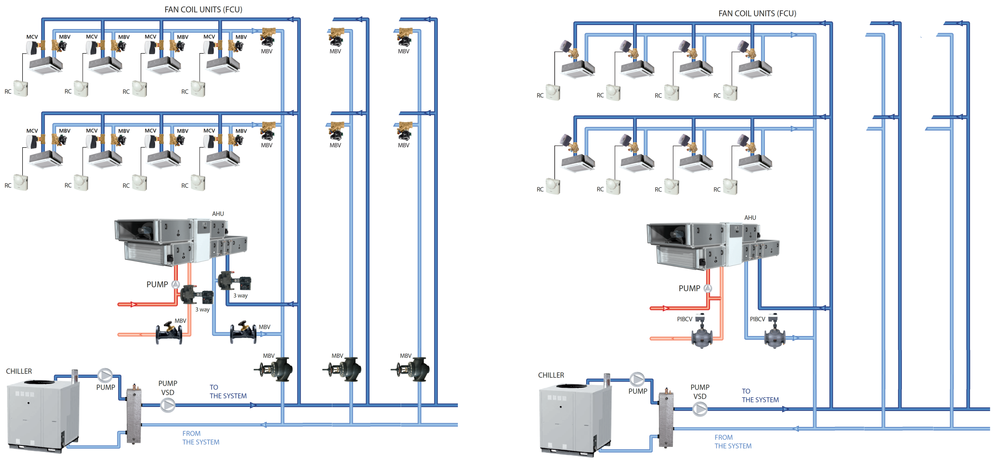 FAN COIL UNITS (FCU)
MCV MBV MCV MBV MCV MBV MCV MBV
MBV MBV MBV
RC RC RC RC
MCV MBV MCV MBV MCV MBV MCV MBV
MBV MBV MBV
RC RC RC RC
AHU
PUMP
3 way
3 way
MBV
MBV
MBV MBV MBV
CHILLER
PUMP
PUMP
VSD
TO
THE SYSTEM
FROM
THE SYSTEM
FAN COIL UNITS (FCU)
RC RC RC RC
RC RC RC RC
AHU
PUMP
PIBCV PIBCV
CHILLER
PUMP
PUMP
VSD
TO
THE SYSTEM
FROM
THE SYSTEM